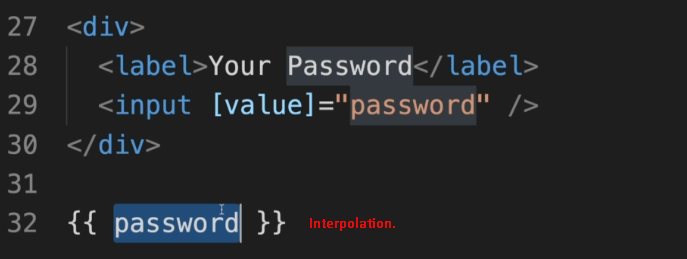 27 <div>
28 <label>Your Password</label>
29 <input [value]="password" />
30 </div>
31
32 {{ password }} Interpolation.